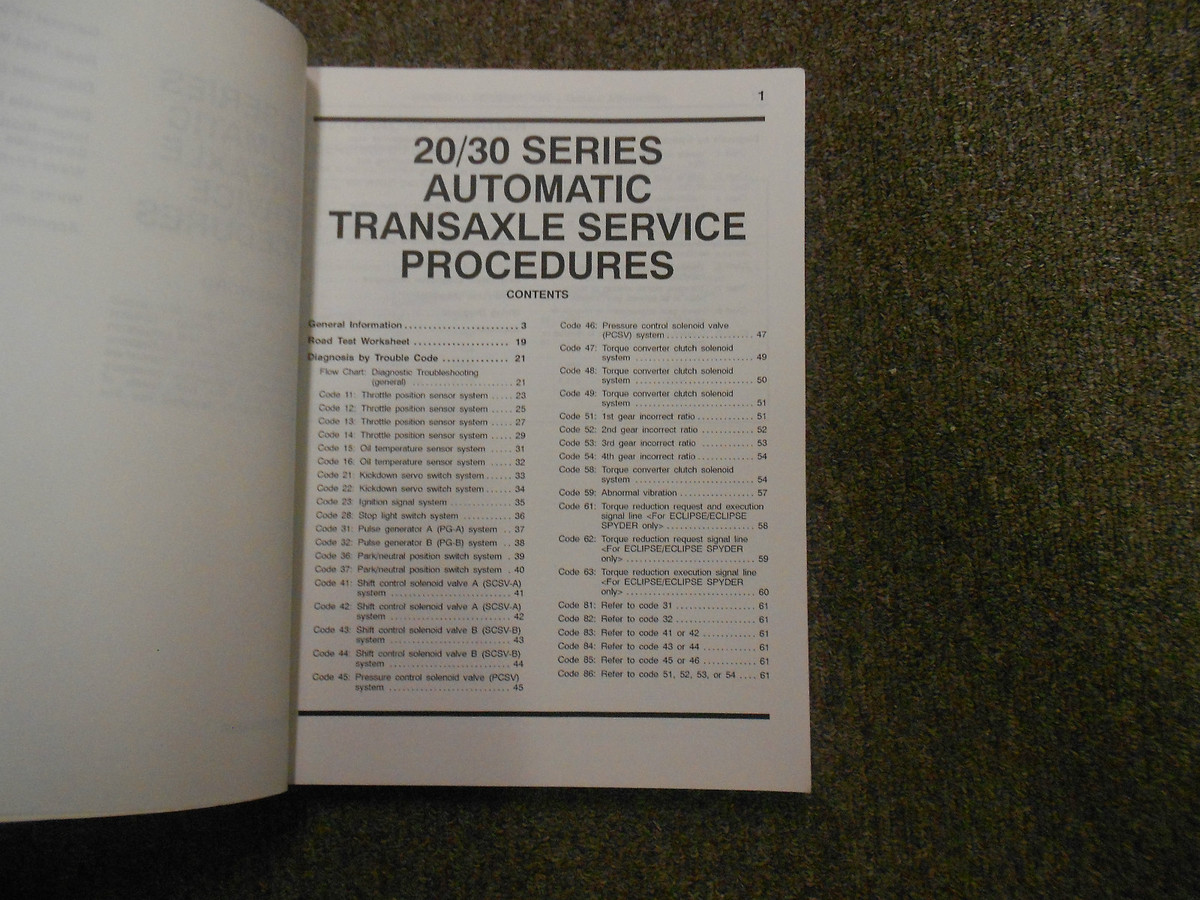 1
20/30 SERIES
AUTOMATIC
TRANSAXLE SERVICE
PROCEDURES
CONTENTS
General Information ........................ 3
Road Test Worksheet ..................... 19
Diagnosis by Trouble Code .............. 21
Flow Chart: Diagnostic Troubleshooting
(general) ........................ 21
Code 11: Throttle position sensor system ..... 23
Code 12: Throttle position sensor system ..... 25
Code 13: Throttle position sensor system ..... 27
Code 14: Throttle position sensor system ..... 29
Code 15: Oil temperature sensor system ..... 31
Code 16: Oil temperature sensor system ..... 32
Code 21: Kickdown servo switch system ...... 33
Code 22: Kickdown servo switch system ...... 34
Code 23: Ignition signal system .............. 35
Code 28: Stop light switch system ........... 36
Code 31: Pulse generator A (PG-A) system .. 37
Code 32: Pulse generator B (PG-B) system .. 38
Code 36: Park/neutral position switch system . 39
Code 37: Park/neutral position switch system . 40
Code 41: Shift control solenoid valve A (SCSV-A)
system ............................. 41
Code 42: Shift control solenoid valve A (SCSV-A)
system ............................. 42
Code 43: Shift control solenoid valve B (SCSV-B)
system ............................. 43
Code 44: Shift control solenoid valve B (SCSV-B)
system ............................. 44
Code 45: Pressure control solenoid valve (PCSV)
system ............................. 45
Code 46: Pressure control solenoid valve
(PCSV) system ..................... 47
Code 47: Torque converter clutch solenoid
system ............................. 49
Code 48: Torque converter clutch solenoid
system ............................. 50
Code 49: Torque converter clutch solenoid
system ............................. 51
Code 51: 1st gear incorrect ratio .............. 51
Code 52: 2nd gear incorrect ratio ............. 52
Code 53: 3rd gear incorrect ratio ............. 53
Code 54: 4th gear incorrect ratio .............. 54
Code 58: Torque converter clutch solenoid
system ............................. 54
Code 59: Abnormal vibration ................... 57
Code 61: Torque reduction request and execution
signal line <For ECLIPSE/ECLIPSE
SPYDER only> ...................... 58
Code 62: Torque reduction request signal line
<For ECLIPSE/ECLIPSE SPYDER
only> ............................... 59
Code 63: Torque reduction execution signal line
<For ECLIPSE/ECLIPSE SPYDER
only> ............................... 60
Code 81: Refer to code 31 .................... 61
Code 82: Refer to code 32 .................... 61
Code 83: Refer to code 41 or 42 ............. 61
Code 84: Refer to code 43 or 44 ............. 61
Code 85: Refer to code 45 or 46 ............. 61
Code 86: Refer to code 51, 52, 53, or 54 .... 61